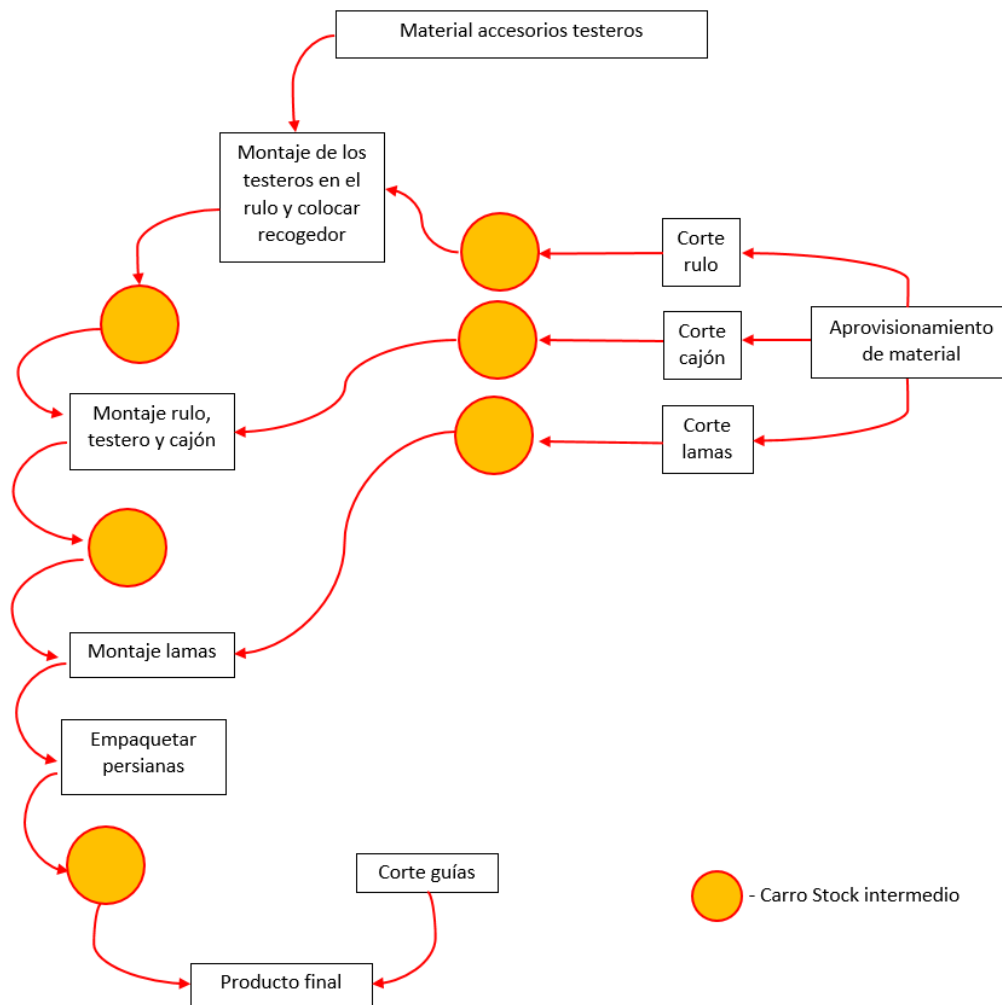 Material accesorios testeros
Montaje de los
testeros en el
rulo y colocar
recogedor
Corte
rulo
Corte
cajón
Aprovisionamiento
de material
Montaje rulo,
testero y cajón
Corte
lamas
Montaje lamas
Empaquetar
persianas
Corte guías
- Carro Stock intermedio
Producto final